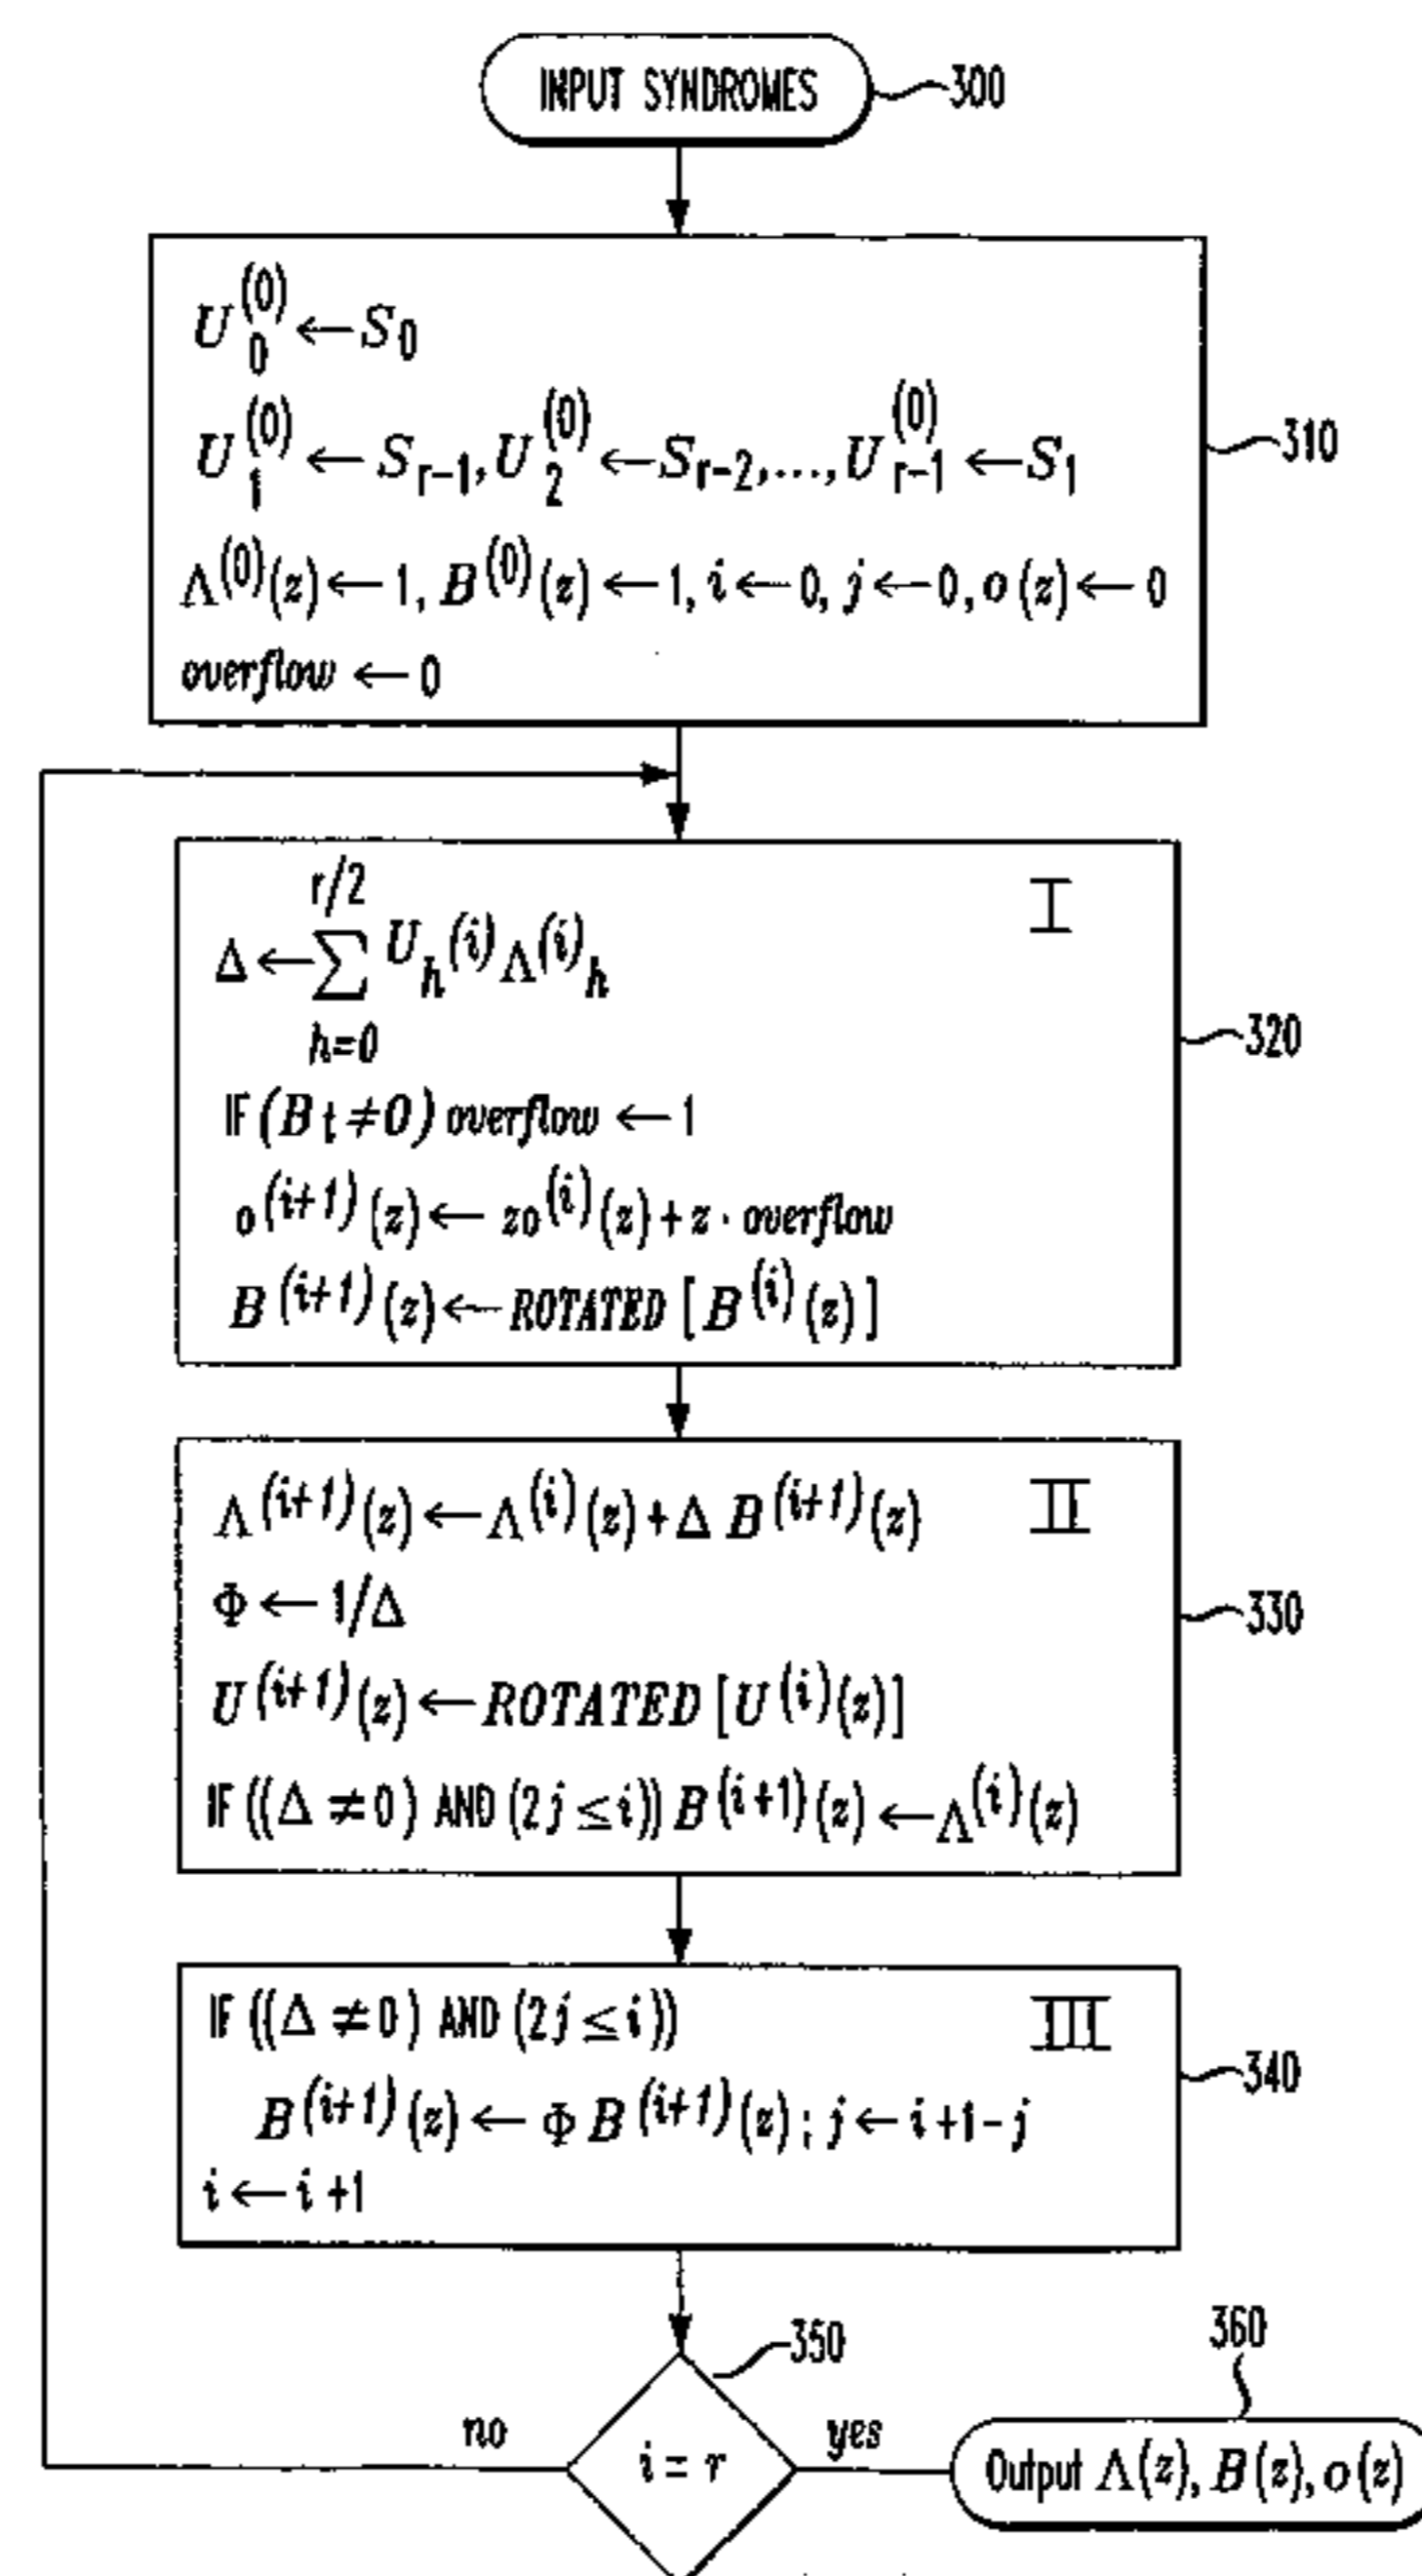 INPUT SYNDROMES
300
U_0^(0) ← S_0
U_1^(0) ← S_{r-1}, U_2^(0) ← S_{r-2}, ..., U_{r-1}^(0) ← S_1
Λ^(0)(z) ← 1, B^(0)(z) ← 1, i ← 0, j ← 0, o(z) ← 0
overflow ← 0
310
I
r/2
Δ ← ∑ U_h^(i) Λ^(i)_h
h=0
IF (B_t ≠ 0) overflow ← 1
o^(i+1)(z) ← zo^(i)(z) + z · overflow
B^(i+1)(z) ← ROTATED [B^(i)(z)]
320
II
Λ^(i+1)(z) ← Λ^(i)(z) + Δ B^(i+1)(z)
Φ ← 1/Δ
U^(i+1)(z) ← ROTATED [U^(i)(z)]
IF ((Δ ≠ 0) AND (2j ≤ i)) B^(i+1)(z) ← Λ^(i)(z)
330
III
IF ((Δ ≠ 0) AND (2j ≤ i))
B^(i+1)(z) ← Φ B^(i+1)(z); j ← i+1-j
i ← i+1
340
350
i = r
no
yes
360
Output Λ(z), B(z), o(z)